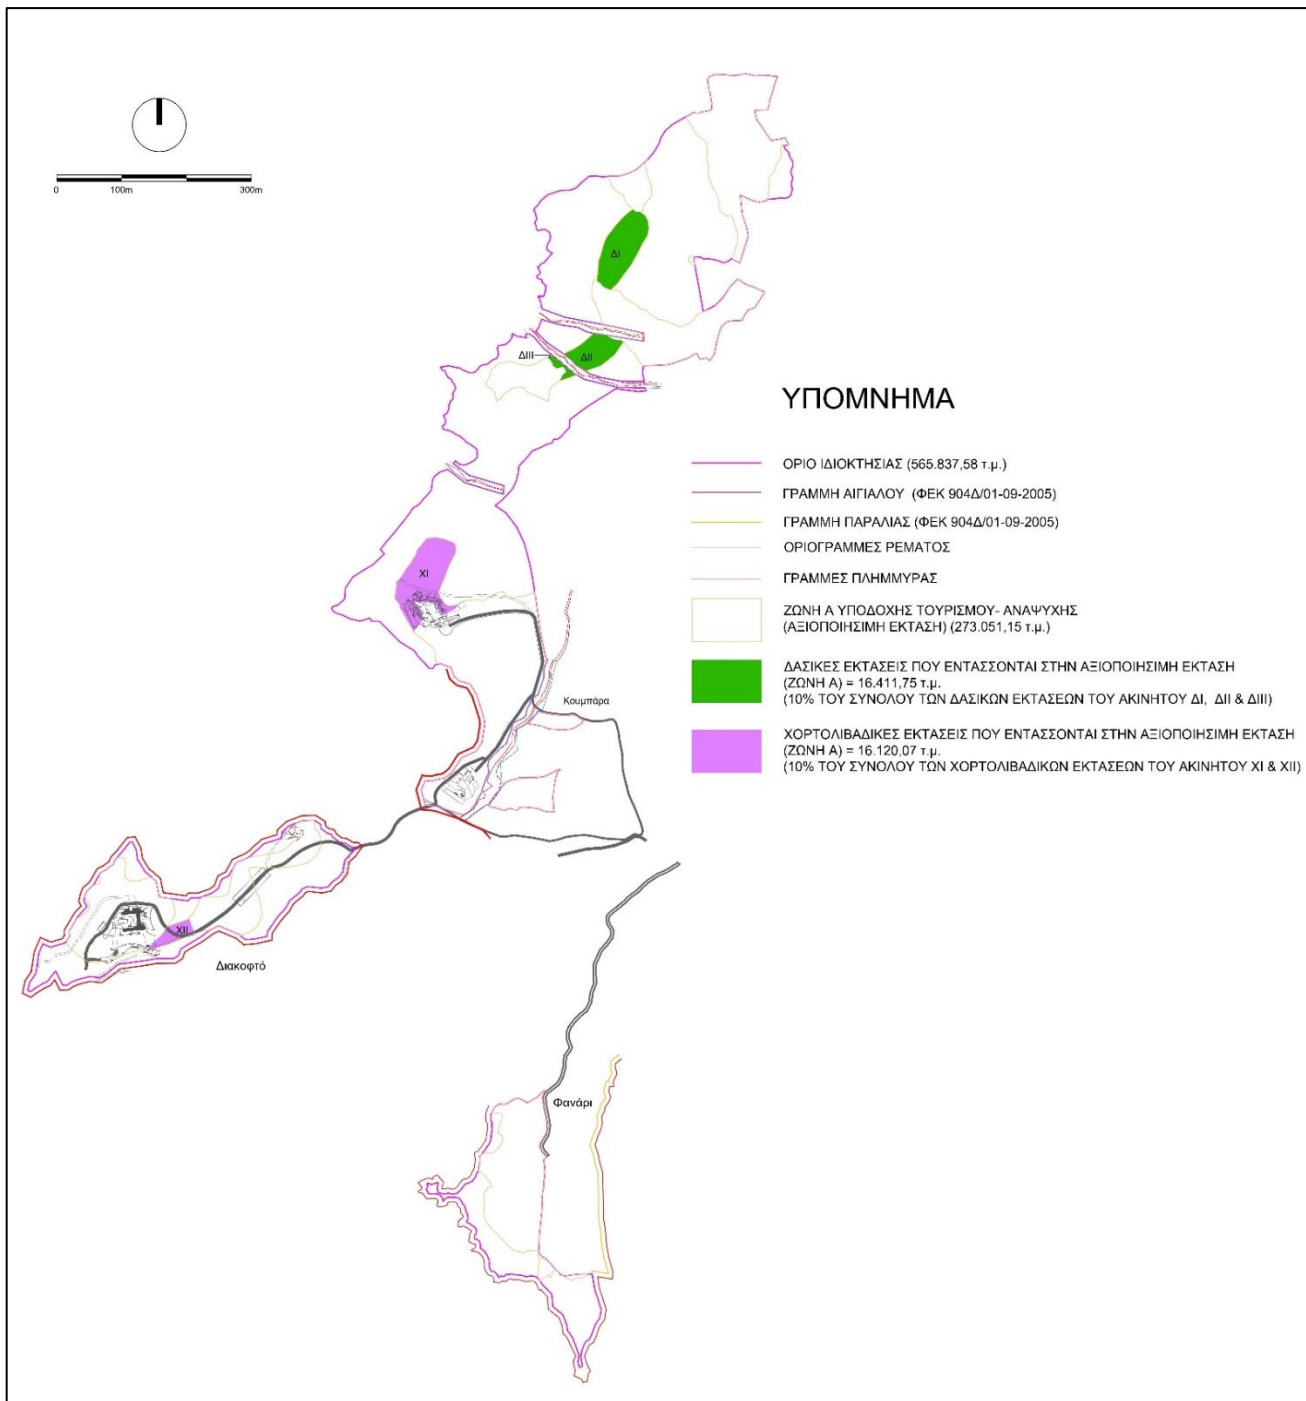 0 100m 300m
ΔΙ
ΔΙΙΙ
ΔΙΙ
ΥΠΟΜΝΗΜΑ
ΟΡΙΟ ΙΔΙΟΚΤΗΣΙΑΣ (565.837,58 τ.μ.)
ΓΡΑΜΜΗ ΑΙΓΙΑΛΟΥ (ΦΕΚ 904Δ/01-09-2005)
ΓΡΑΜΜΗ ΠΑΡΑΛΙΑΣ (ΦΕΚ 904Δ/01-09-2005)
ΟΡΙΟΓΡΑΜΜΕΣ ΡΕΜΑΤΟΣ
ΓΡΑΜΜΕΣ ΠΛΗΜΜΥΡΑΣ
ΖΩΝΗ Α ΥΠΟΔΟΧΗΣ ΤΟΥΡΙΣΜΟΥ- ΑΝΑΨΥΧΗΣ
(ΑΞΙΟΠΟΙΗΣΙΜΗ ΕΚΤΑΣΗ) (273.051,15 τ.μ.)
ΔΑΣΙΚΕΣ ΕΚΤΑΣΕΙΣ ΠΟΥ ΕΝΤΑΣΣΟΝΤΑΙ ΣΤΗΝ ΑΞΙΟΠΟΙΗΣΙΜΗ ΕΚΤΑΣΗ
(ΖΩΝΗ Α) = 16.411,75 τ.μ.
(10% ΤΟΥ ΣΥΝΟΛΟΥ ΤΩΝ ΔΑΣΙΚΩΝ ΕΚΤΑΣΕΩΝ ΤΟΥ ΑΚΙΝΗΤΟΥ ΔΙ, ΔΙΙ & ΔΙΙΙ)
ΧΟΡΤΟΛΙΒΑΔΙΚΕΣ ΕΚΤΑΣΕΙΣ ΠΟΥ ΕΝΤΑΣΣΟΝΤΑΙ ΣΤΗΝ ΑΞΙΟΠΟΙΗΣΙΜΗ ΕΚΤΑΣΗ
(ΖΩΝΗ Α) = 16.120,07 τ.μ.
(10% ΤΟΥ ΣΥΝΟΛΟΥ ΤΩΝ ΧΟΡΤΟΛΙΒΑΔΙΚΩΝ ΕΚΤΑΣΕΩΝ ΤΟΥ ΑΚΙΝΗΤΟΥ ΧΙ & ΧΙΙ)
ΧΙ
Κουμπάρα
ΧΙΙ
Διακοφτό
Φανάρι